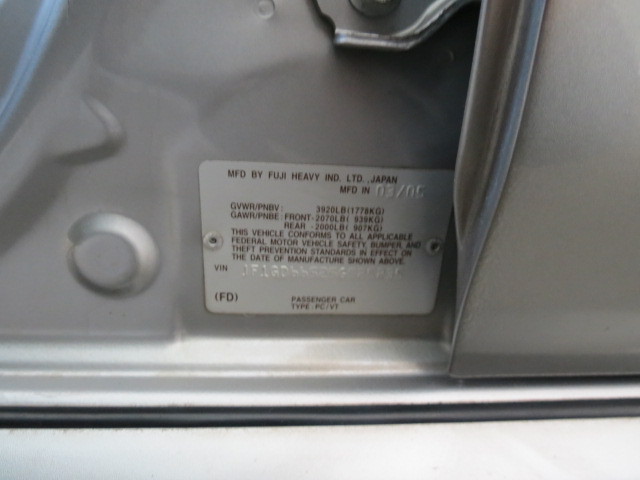 MFD BY FUJI HEAVY IND. LTD.,JAPAN
MFD IN 03/05
GVWR/PNBV: 3920LB(1778KG)
GAWR/PNBE: FRONT-2070LB( 939KG)
REAR -2000LB( 907KG)
THIS VEHICLE CONFORMS TO ALL APPLICABLE
FEDERAL MOTOR VEHICLE SAFETY, BUMPER, AND
THEFT PREVENTION STANDARDS IN EFFECT ON
THE DATE OF MANUFACTURE SHOWN ABOVE.
VIN
(FD)
PASSENGER CAR
TYPE:PC/VT